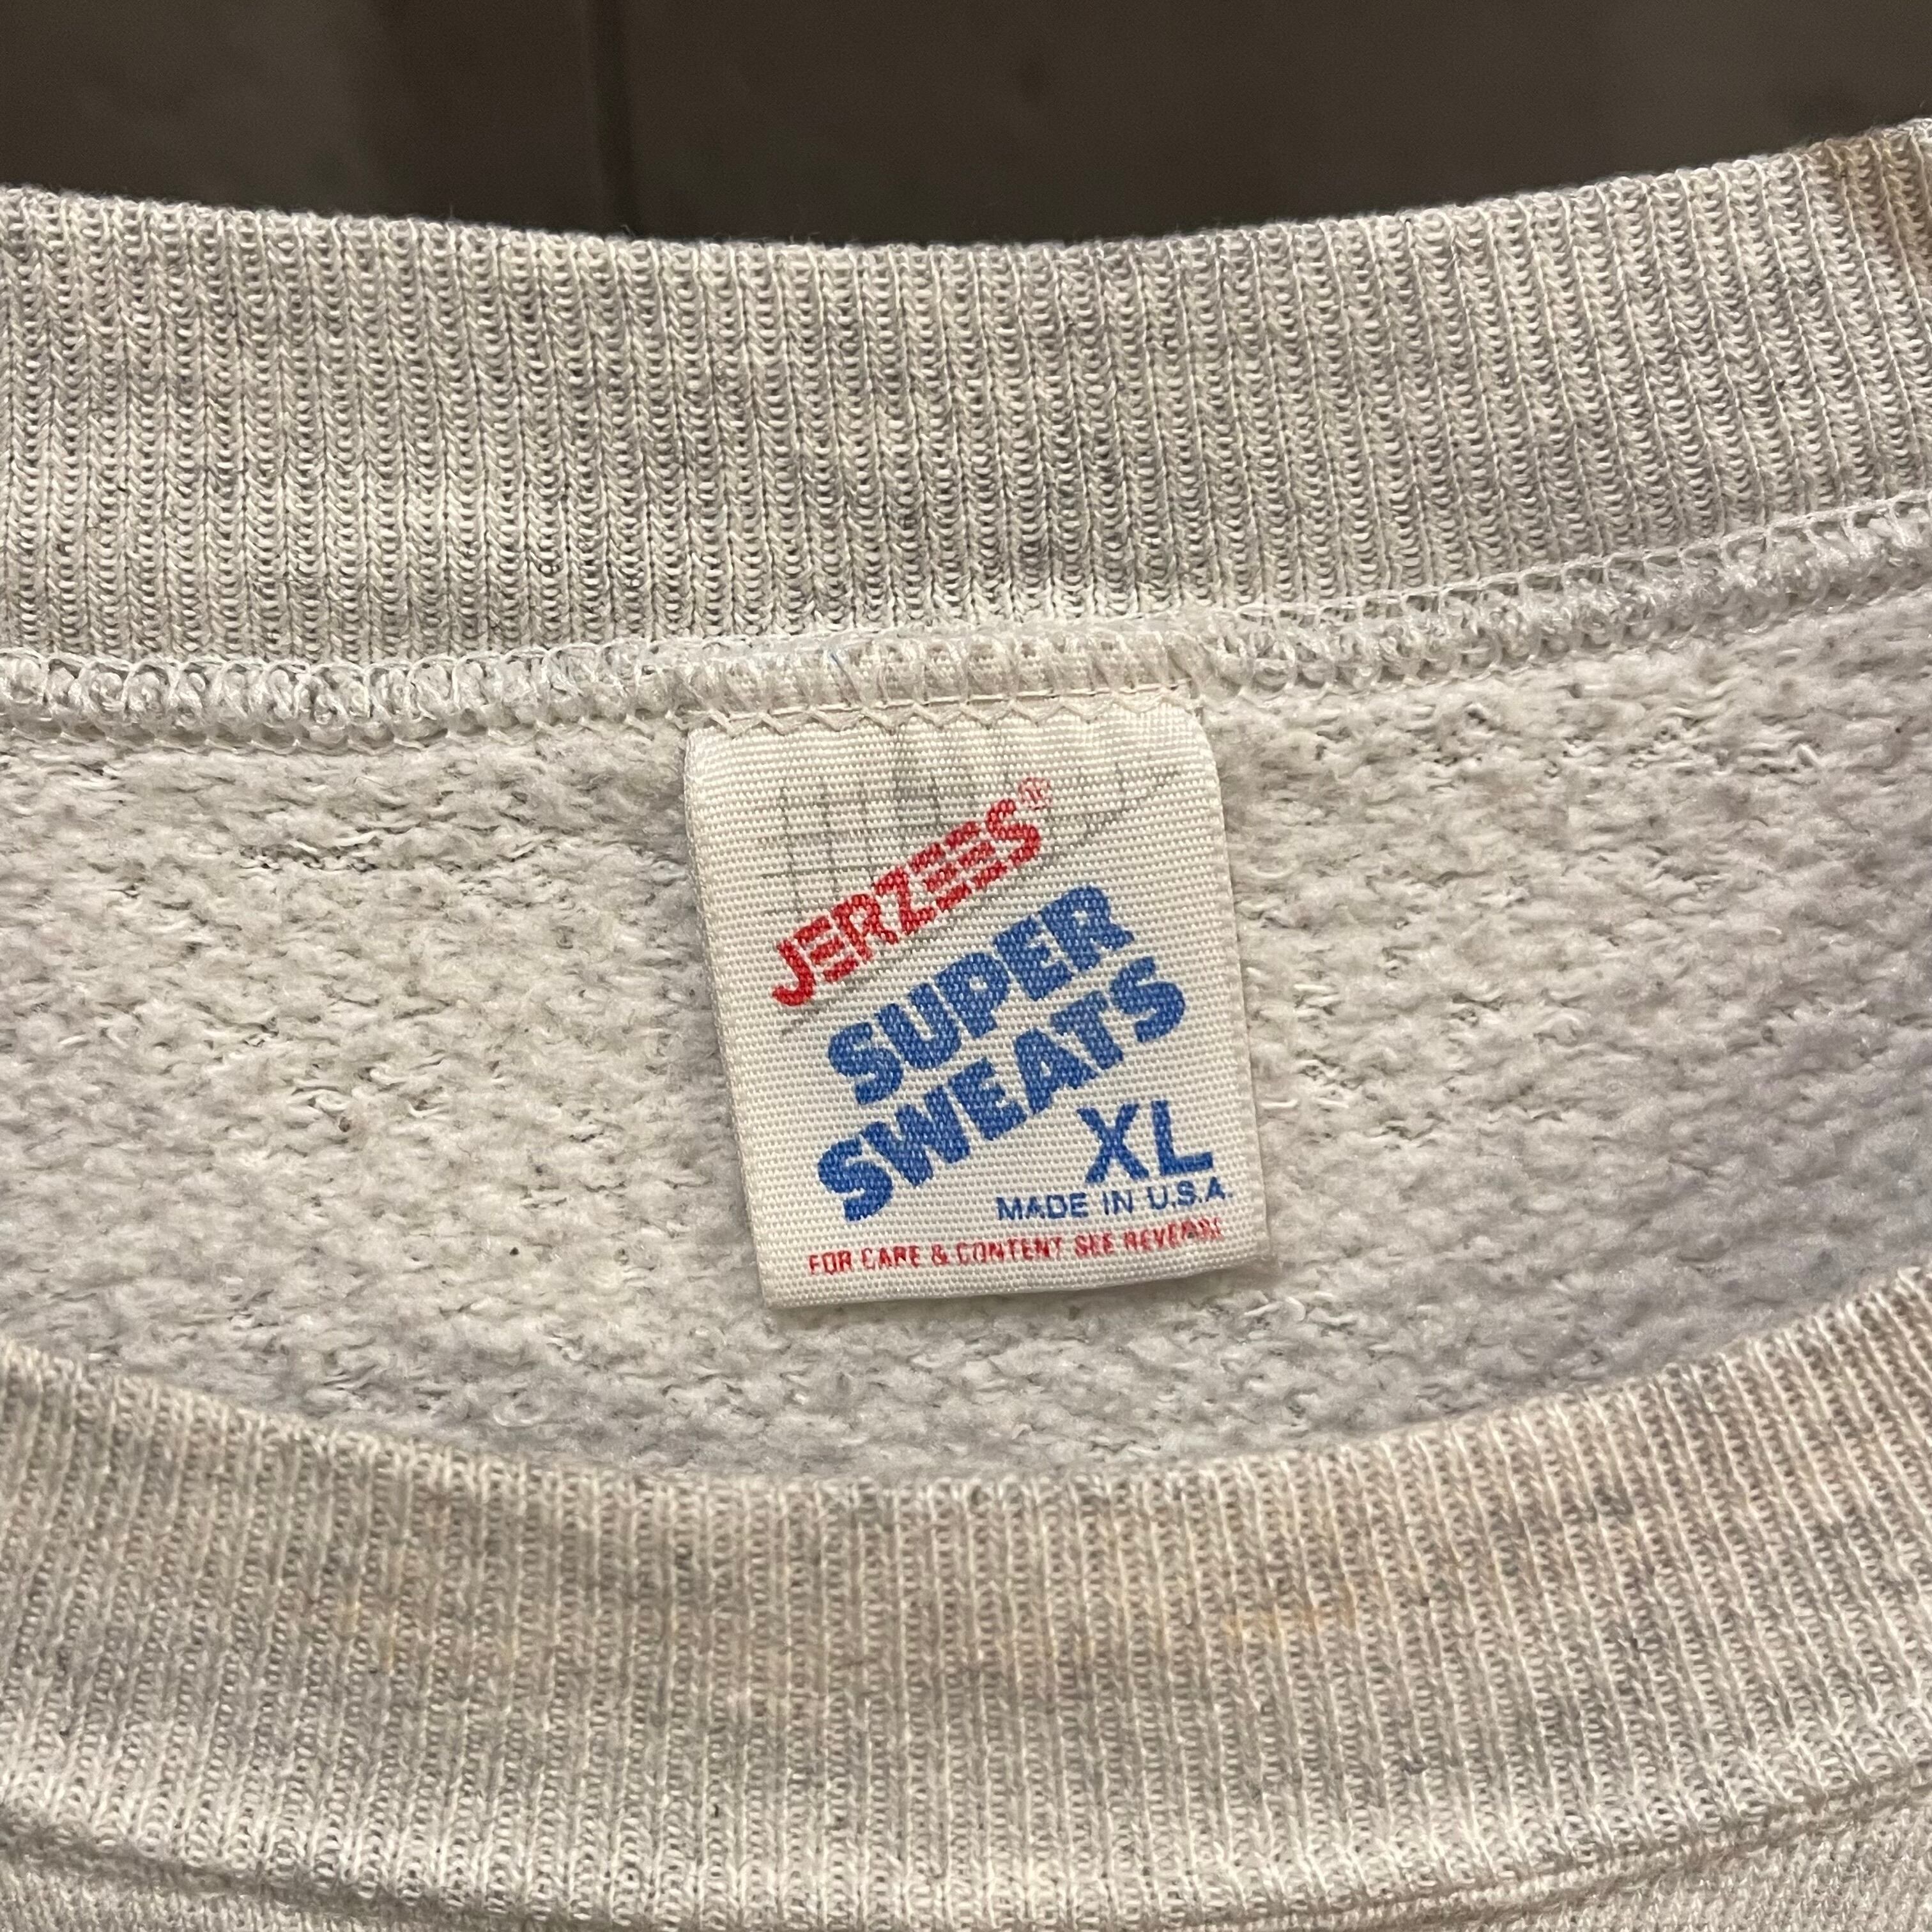 JERZEES®
SUPER
SWEATS
XL
MADE IN U.S.A.
FOR CARE & CONTENT SEE REVERSE